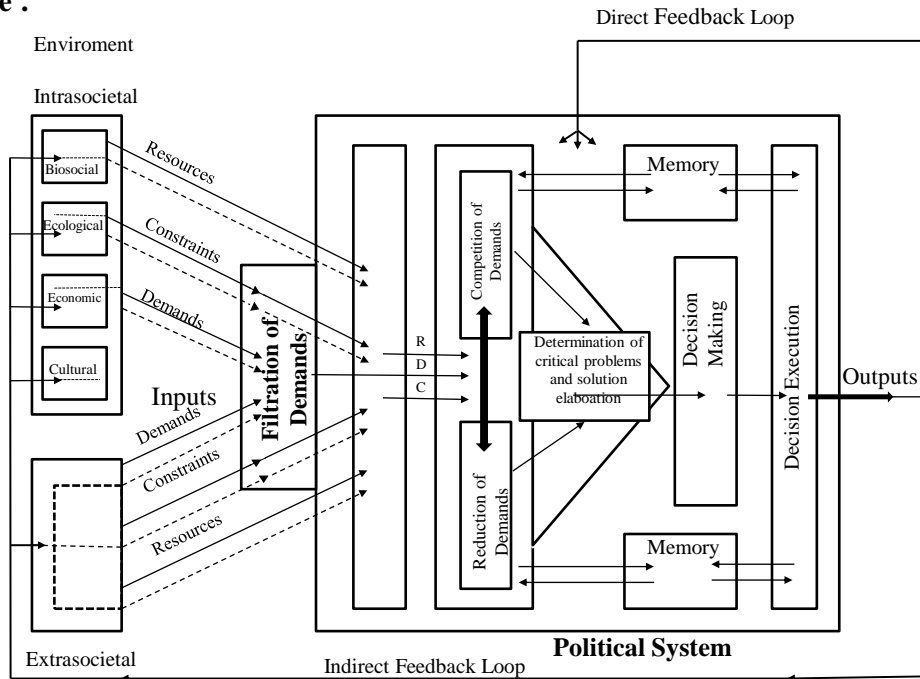 e :
Direct Feedback Loop
Enviroment
Intrasocietal
Biosocial
Ecological
Economic
Cultural
Resources
Constraints
Demands
Inputs
Demands
Constraints
Resources
Extrasocietal
Filtration of
Demands
R
D
C
Competition of
Demands
Reduction of
Demands
Determination of
critical problems
and solution
elaboation
Memory
Decision
Making
Memory
Decision Execution
Outputs
Political System
Indirect Feedback Loop